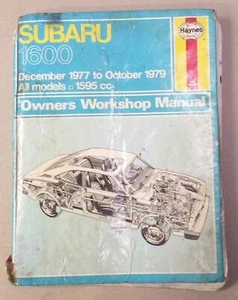 SUBARU
Haynes
1600
December 1977 to October 1979
All models □ 1595 cc
Owners Workshop Manual